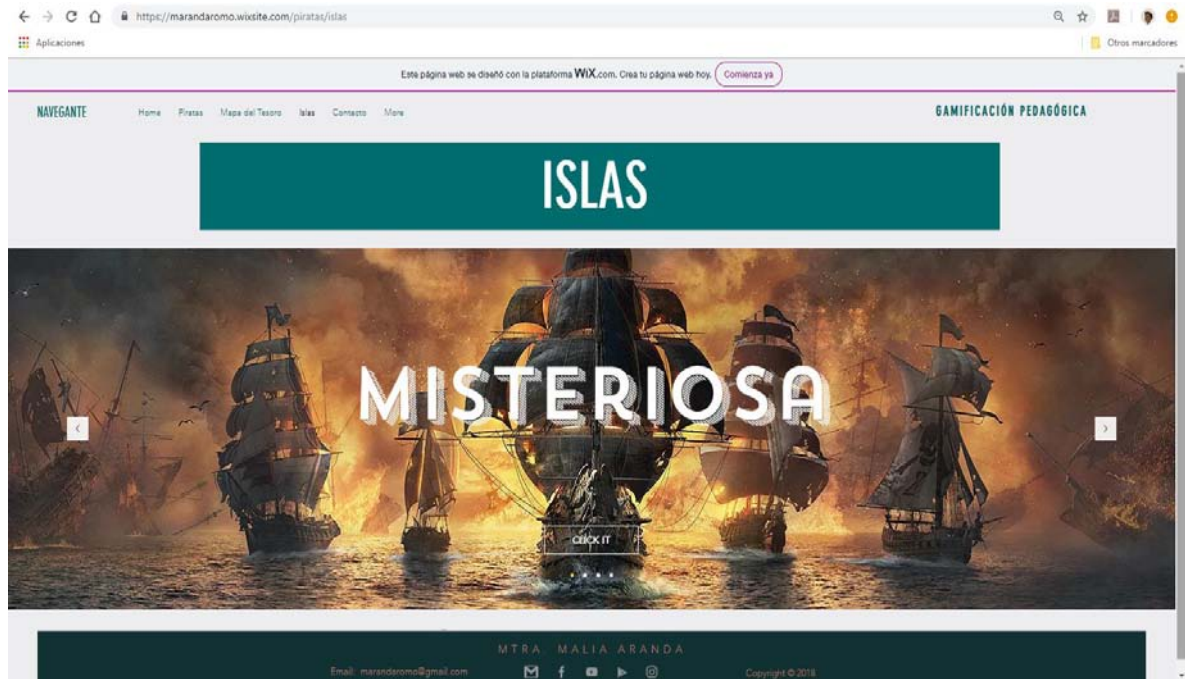 https://marandaromo.wixsite.com/piratas/islas
Aplicaciones
Otros marcadores
Este página web se diseñó con la plataforma WiX.com. Crea tu página web hoy. Comienza ya
NAVEGANTE Home Piratas Mapa del Tesoro Islas Contacto More GAMIFICACIÓN PEDAGÓGICA
ISLAS
MISTERIOSA
CLICK IT
MTRA. MALIA ARANDA
Email: marandaromo@gmail.com Copyright © 2018